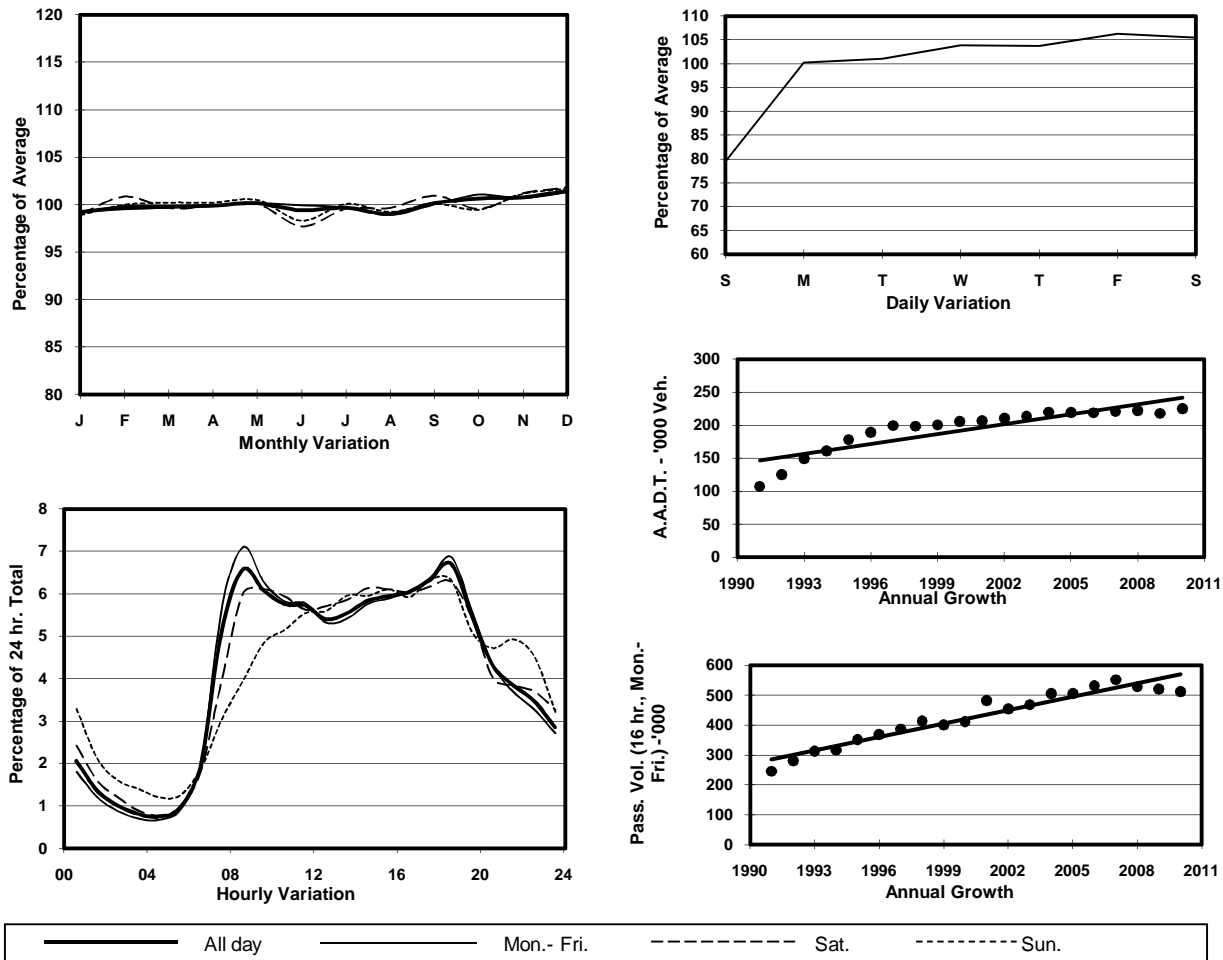 120
115
110
105
100
95
90
85
80
Percentage of Average
J F M A M J J A S O N D
Monthly Variation
110
105
100
95
90
85
80
75
70
65
60
Percentage of Average
S M T W T F S
Daily Variation
300
250
200
150
100
50
0
A.A.D.T. - '000 Veh.
1990 1993 1996 1999 2002 2005 2008 2011
Annual Growth
8
7
6
5
4
3
2
1
0
Percentage of 24 hr. Total
00 04 08 12 16 20 24
Hourly Variation
600
500
400
300
200
100
0
Pass. Vol. (16 hr., Mon.-
Fri.) -'000
1990 1993 1996 1999 2002 2005 2008 2011
Annual Growth
All day Mon.- Fri. Sat. Sun.